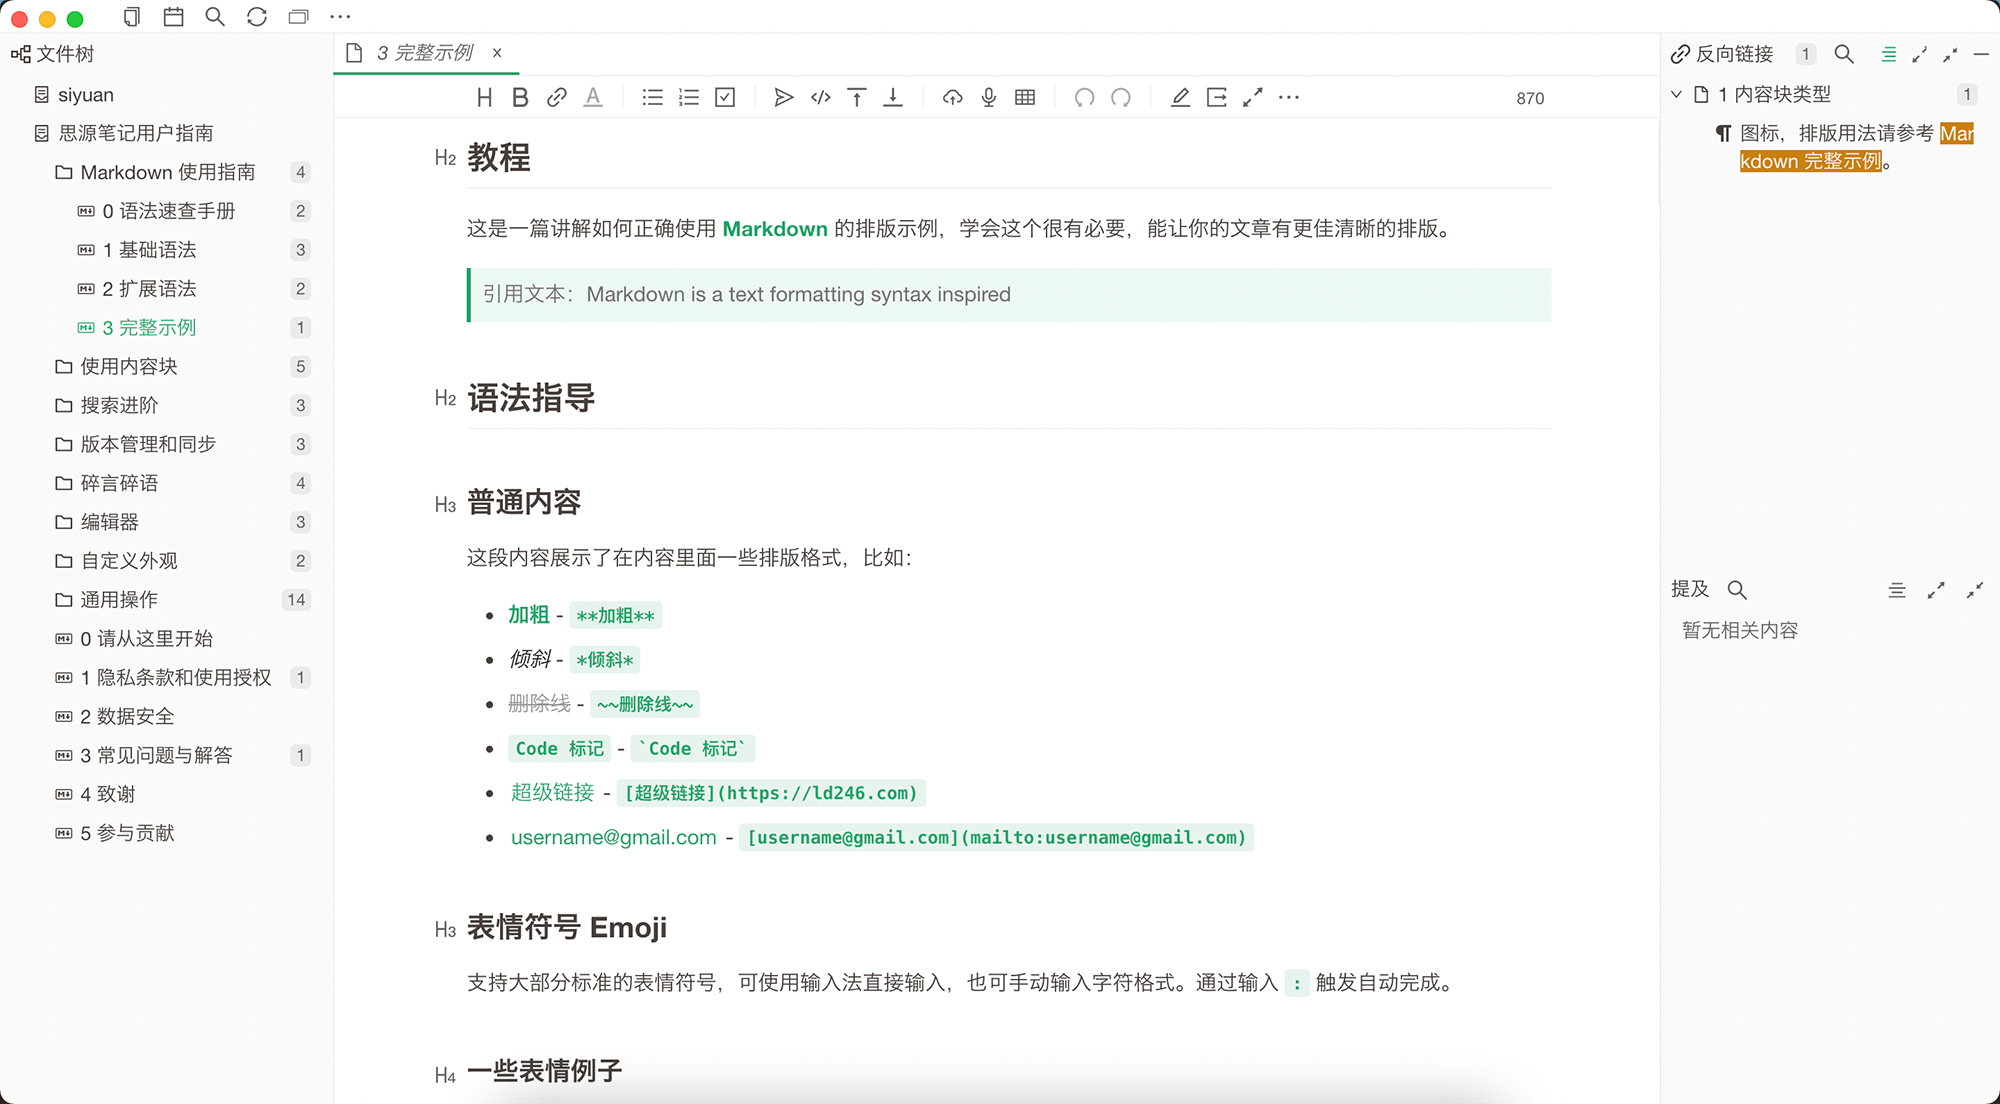 文件树
siyuan
思源笔记用户指南
Markdown 使用指南 4
0 语法速查手册 2
1 基础语法 3
2 扩展语法 2
3 完整示例 1
使用内容块 5
搜索进阶 3
版本管理和同步 3
碎言碎语 4
编辑器 3
自定义外观 2
通用操作 14
0 请从这里开始
1 隐私条款和使用授权 1
2 数据安全
3 常见问题与解答 1
4 致谢
5 参与贡献
3 完整示例 ×
870
H2 教程
这是一篇讲解如何正确使用 Markdown 的排版示例，学会这个很有必要，能让你的文章有更佳清晰的排版。
引用文本：Markdown is a text formatting syntax inspired
H2 语法指导
H3 普通内容
这段内容展示了在内容里面一些排版格式，比如：
• 加粗 - **加粗**
• 倾斜 - *倾斜*
• 删除线 - ~~删除线~~
• Code 标记 - `Code 标记`
• 超级链接 - [超级链接](https://ld246.com)
• username@gmail.com - [username@gmail.com](mailto:username@gmail.com)
H3 表情符号 Emoji
支持大部分标准的表情符号，可使用输入法直接输入，也可手动输入字符格式。通过输入 : 触发自动完成。
H4 一些表情例子
反向链接 1
1 内容块类型 1
图标，排版用法请参考 Mar
kdown 完整示例。
提及
暂无相关内容